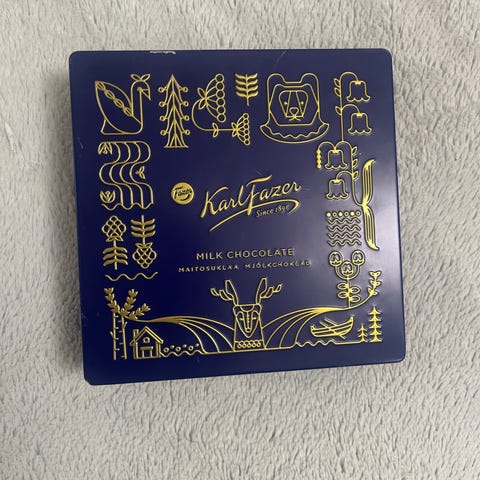 Fazer
Karl Fazer
Since 1891
MILK CHOCOLATE
MAITOSUKLAA MJÖLKCHOKLAD